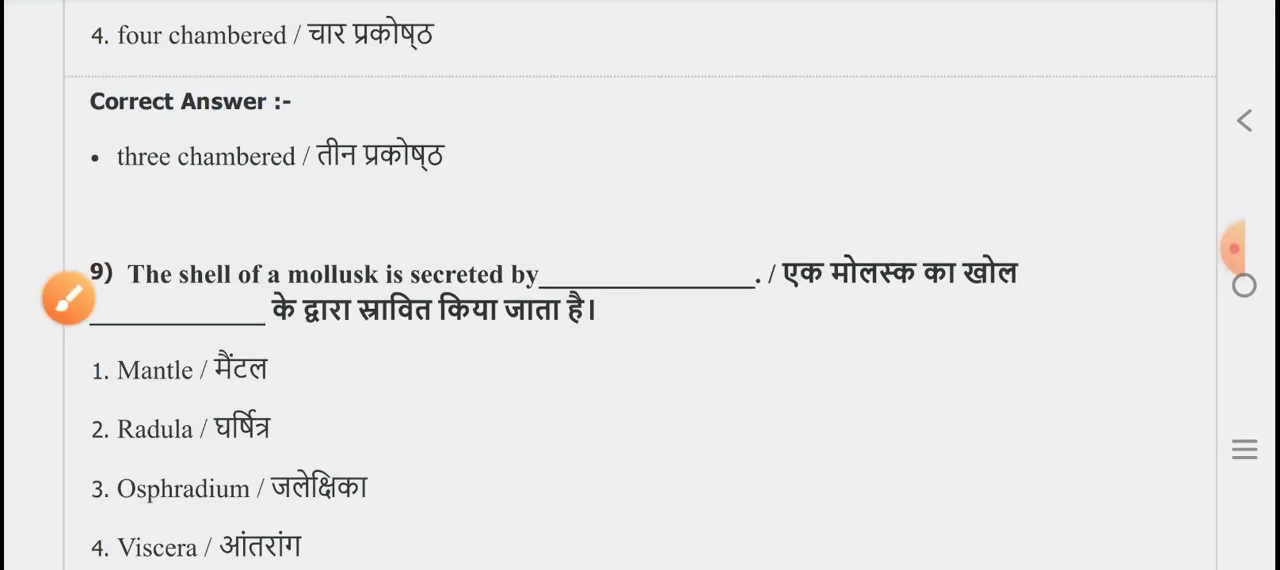 4. four chambered / चार प्रकोष्ठ
Correct Answer :-
• three chambered / तीन प्रकोष्ठ
9) The shell of a mollusk is secreted by________________. / एक मोलस्क का खोल
________________ के द्वारा स्रावित किया जाता है।
1. Mantle / मैंटल
2. Radula / घर्षित्र
3. Osphradium / जलेक्षिका
4. Viscera / आंतरांग